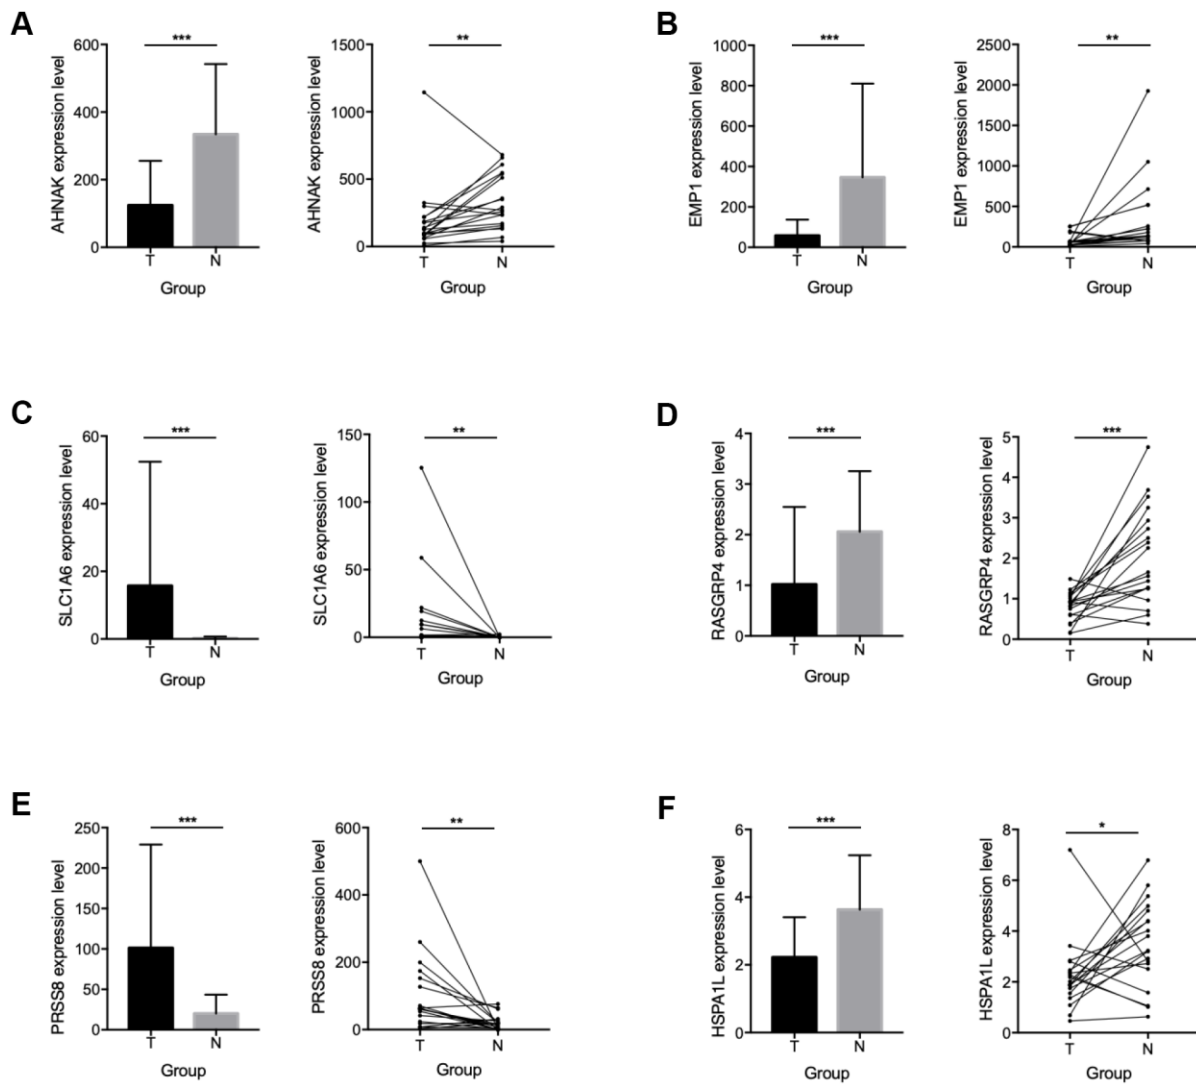 A
AHNAK expression level
600
400
200
0
***
T
N
Group
AHNAK expression level
1500
1000
500
0
**
T
N
Group
B
EMP1 expression level
1000
800
600
400
200
0
***
T
N
Group
EMP1 expression level
2500
2000
1500
1000
500
0
**
T
N
Group
C
SLC1A6 expression level
60
40
20
0
***
T
N
Group
SLC1A6 expression level
150
100
50
0
**
T
N
Group
D
RASGRP4 expression level
4
3
2
1
0
***
T
N
Group
RASGRP4 expression level
5
4
3
2
1
0
***
T
N
Group
E
PRSS8 expression level
250
200
150
100
50
0
***
T
N
Group
PRSS8 expression level
600
400
200
0
**
T
N
Group
F
HSPA1L expression level
6
4
2
0
***
T
N
Group
HSPA1L expression level
8
6
4
2
0
*
T
N
Group